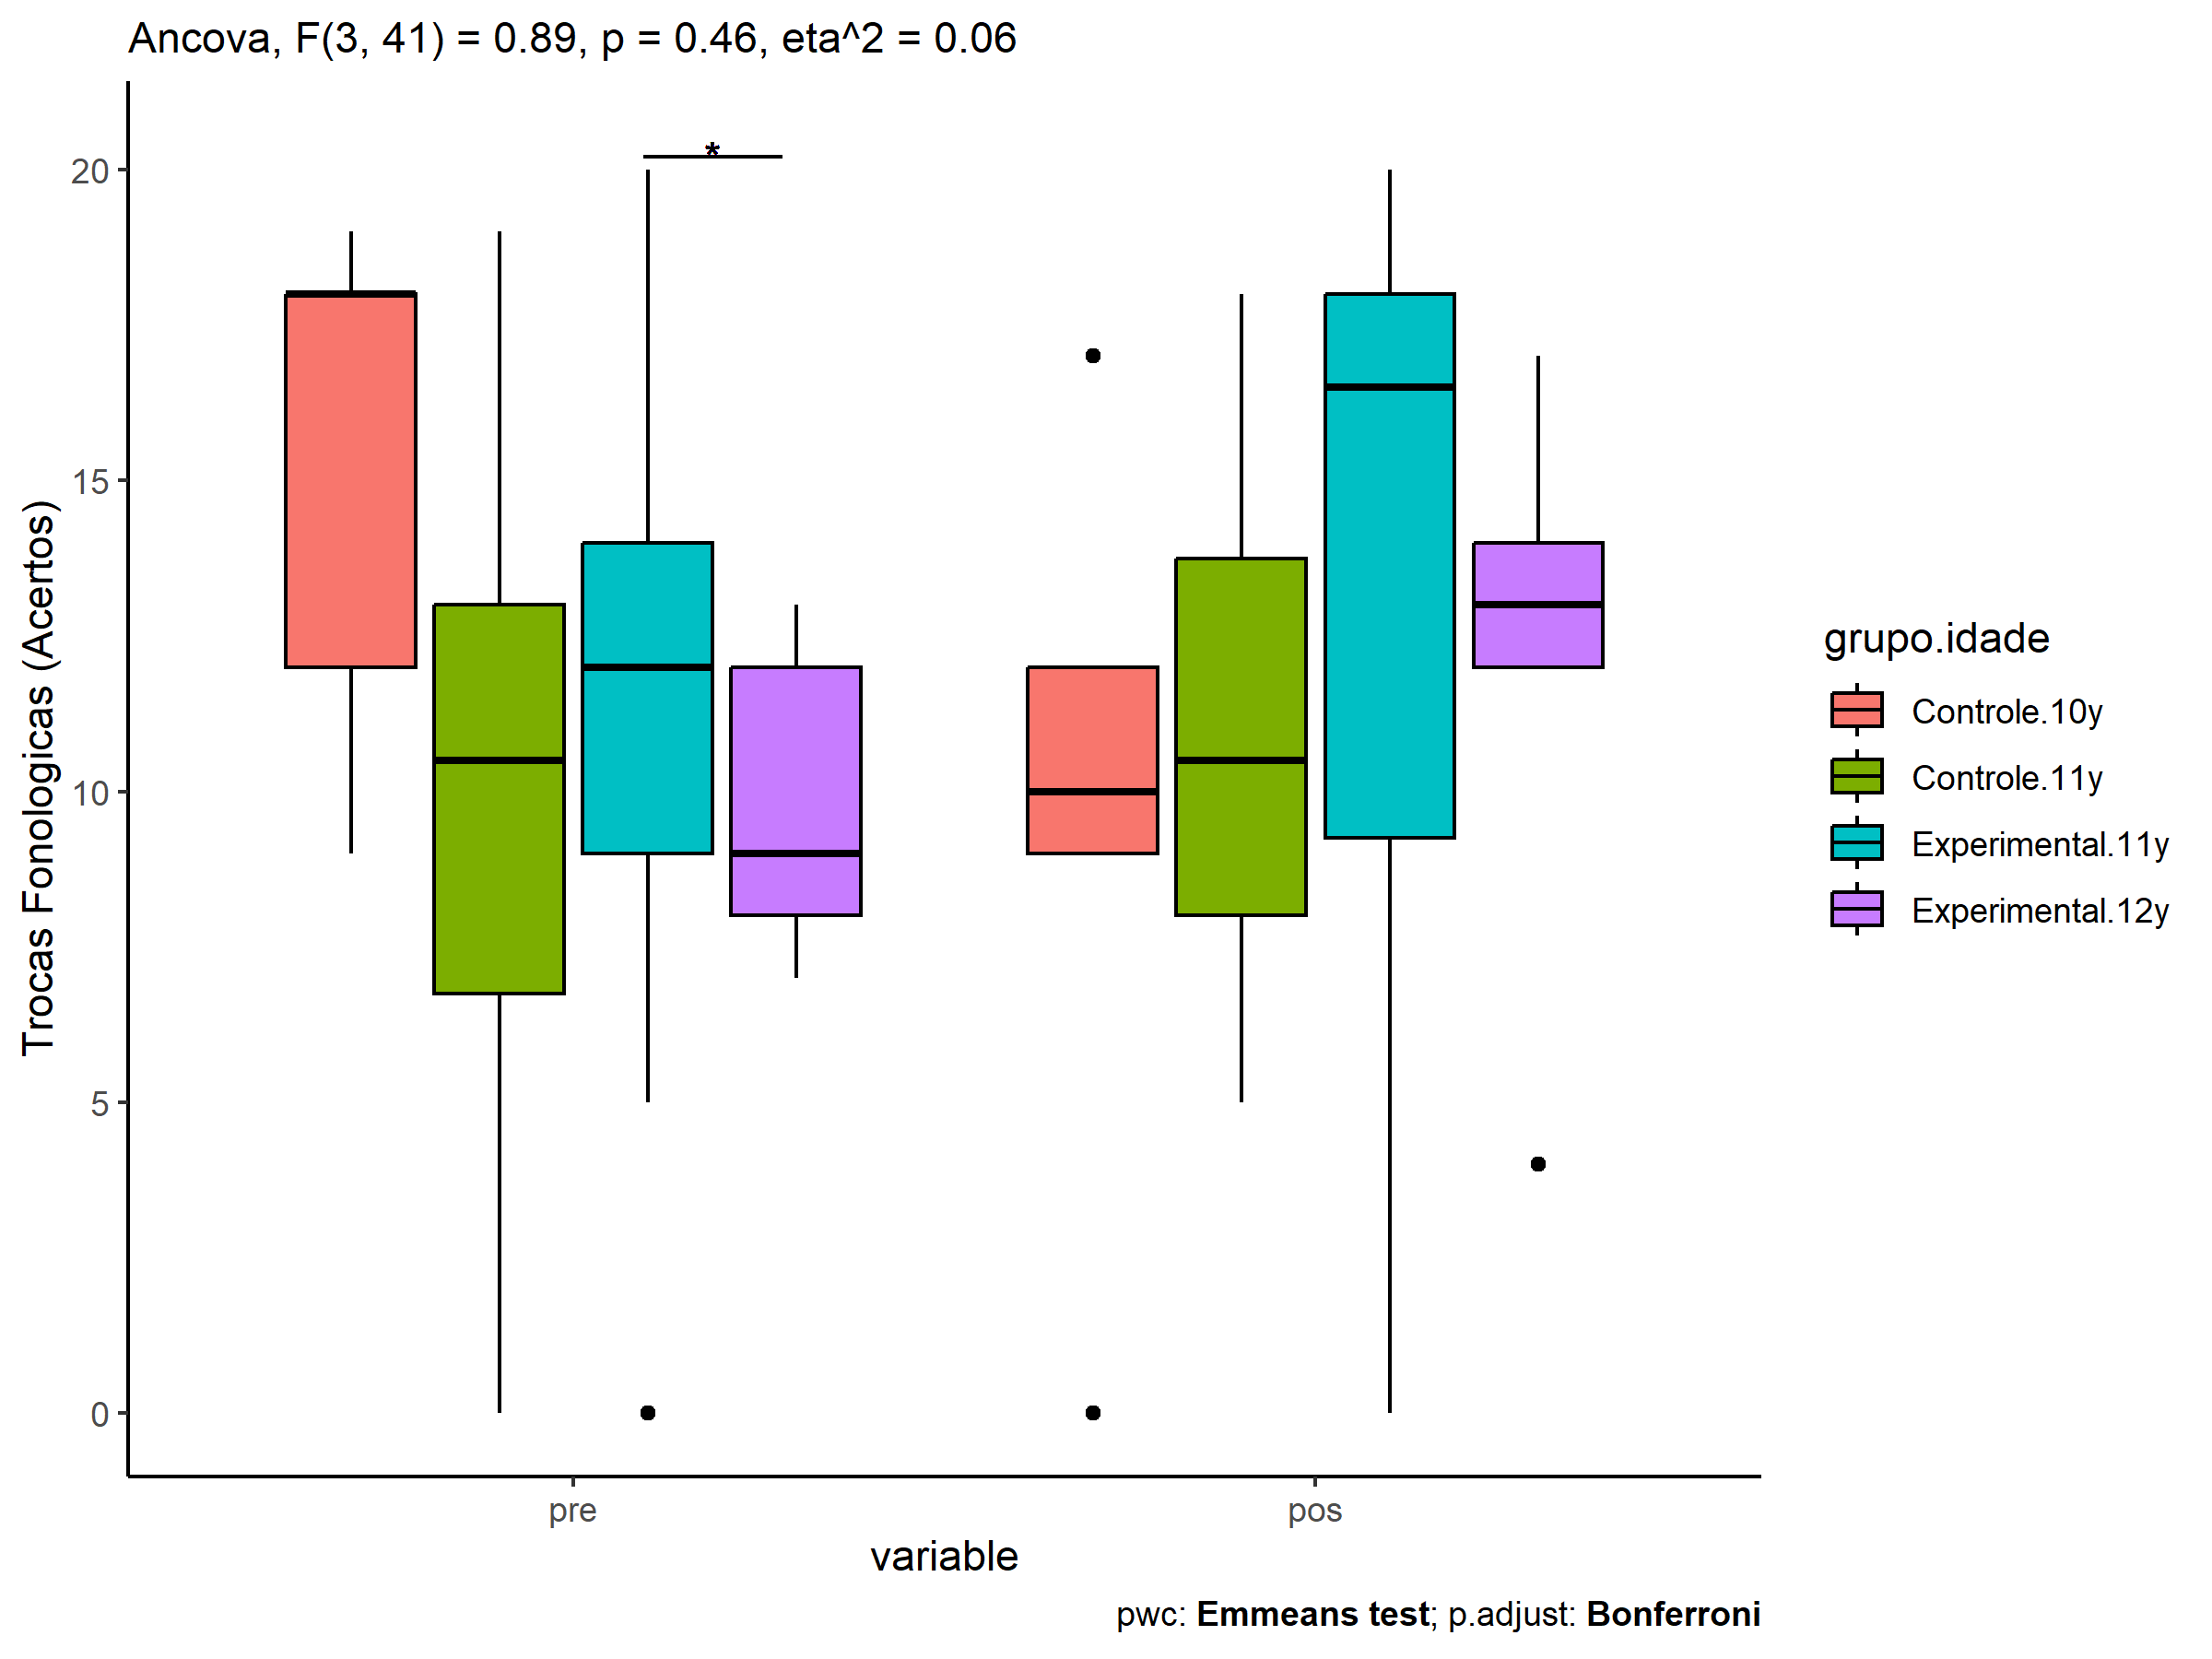 Ancova, F(3, 41) = 0.89, p = 0.46, eta^2 = 0.06
Trocas Fonologicas (Acertos)
20
15
10
5
0
*
pre
pos
variable
grupo.idade
Controle.10y
Controle.11y
Experimental.11y
Experimental.12y
pwc: Emmeans test; p.adjust: Bonferroni